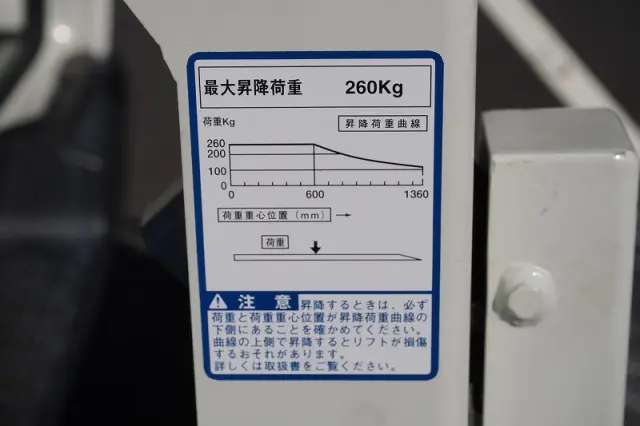 最大昇降荷重 260Kg
荷重Kg
昇降荷重曲線
260
200
100
0
0 600 1360
荷重重心位置(mm) →
荷重
注意 昇降するときは、必ず
荷重と荷重重心位置が昇降荷重曲線の
下側にあることを確かめてください。
曲線の上側で昇降するとリフトが損傷
するおそれがあります。
詳しくは取扱書をご覧ください。